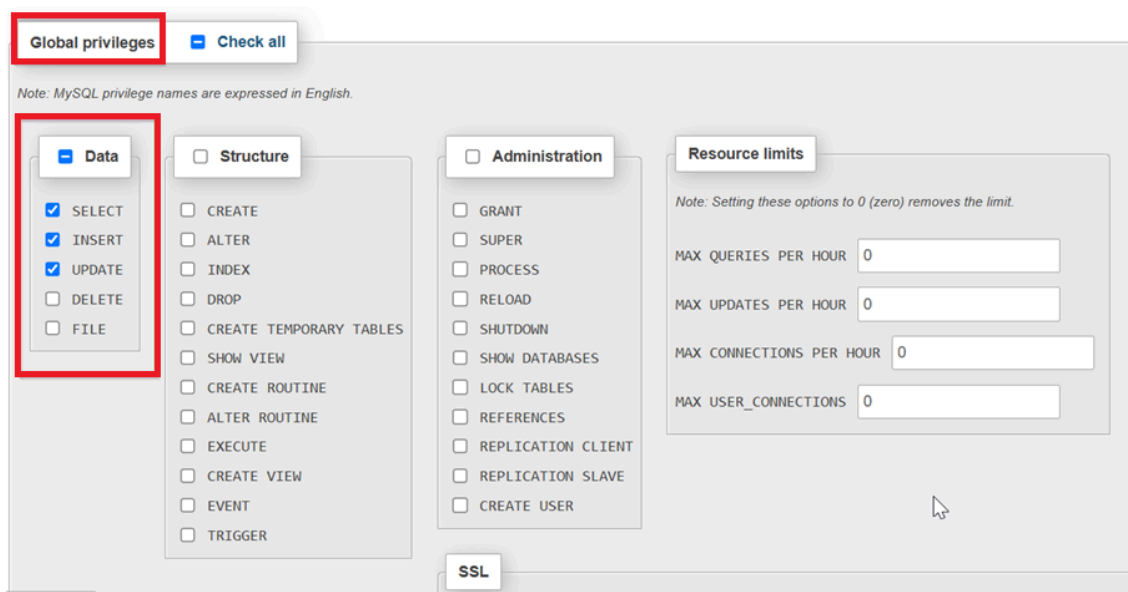 Global privileges Check all
Note: MySQL privilege names are expressed in English.
Data
SELECT
INSERT
UPDATE
DELETE
FILE
Structure
CREATE
ALTER
INDEX
DROP
CREATE TEMPORARY TABLES
SHOW VIEW
CREATE ROUTINE
ALTER ROUTINE
EXECUTE
CREATE VIEW
EVENT
TRIGGER
Administration
GRANT
SUPER
PROCESS
RELOAD
SHUTDOWN
SHOW DATABASES
LOCK TABLES
REFERENCES
REPLICATION CLIENT
REPLICATION SLAVE
CREATE USER
Resource limits
Note: Setting these options to 0 (zero) removes the limit.
MAX QUERIES PER HOUR 0
MAX UPDATES PER HOUR 0
MAX CONNECTIONS PER HOUR 0
MAX USER_CONNECTIONS 0
SSL